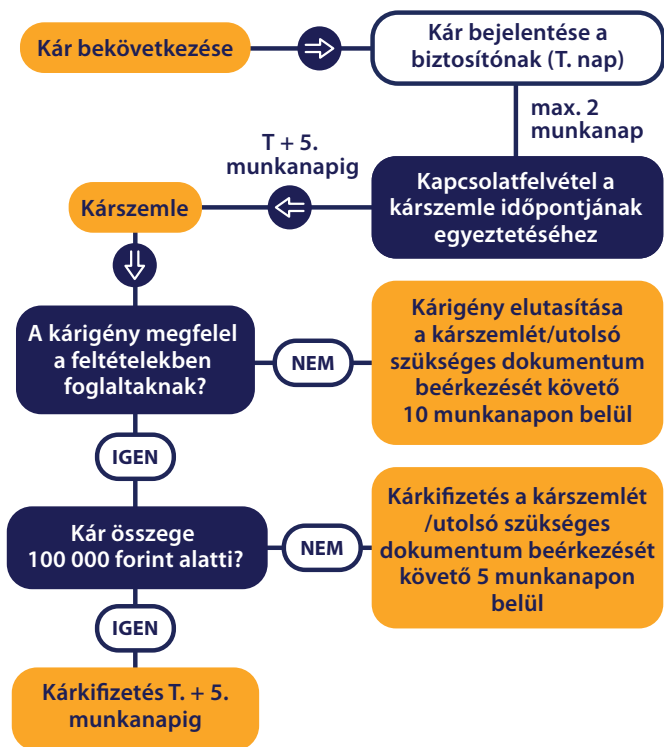 Kár bekövetkezése
Kár bejelentése a
biztosítónak (T. nap)
max. 2
munkanap
Kapcsolatfelvétel a
kárszemle időpontjának
egyeztetéséhez
T + 5.
munkanapig
Kárszemle
A kárigény megfelel
a feltételekben
foglaltaknak?
NEM
Kárigény elutasítása
a kárszemlét/utolsó
szükséges dokumentum
beérkezését követő
10 munkanapon belül
IGEN
Kár összege
100 000 forint alatti?
NEM
Kárkifizetés a kárszemlét
/utolsó szükséges
dokumentum beérkezését
követő 5 munkanapon
belül
IGEN
Kárkifizetés T. + 5.
munkanapig